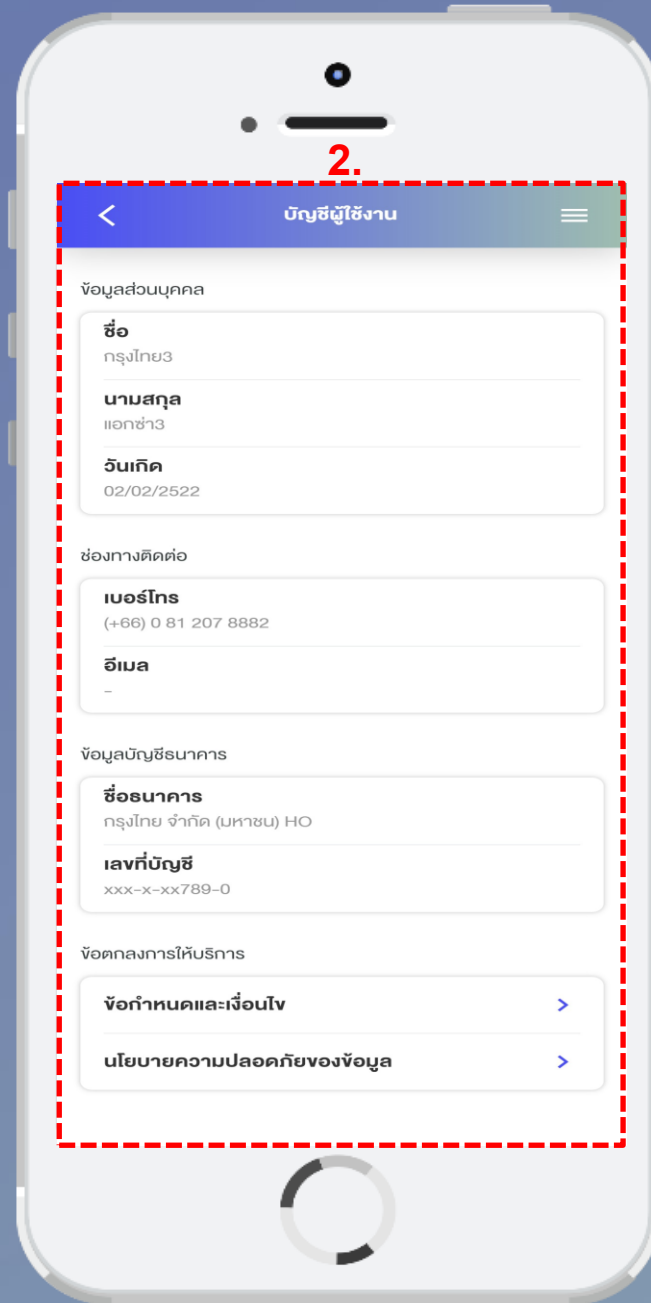 2.
บัญชีผู้ใช้งาน
ข้อมูลส่วนบุคคล
ชื่อ
กรุงไทย3
นามสกุล
แอกซ่า3
วันเกิด
02/02/2522
ช่องทางติดต่อ
เบอร์โทร
(+66) 0 81 207 8882
อีเมล
-
ข้อมูลบัญชีธนาคาร
ชื่อธนาคาร
กรุงไทย จำกัด (มหาชน) HO
เลขที่บัญชี
xxx-x-xx789-0
ข้อตกลงการให้บริการ
ข้อกำหนดและเงื่อนไข
นโยบายความปลอดภัยของข้อมูล